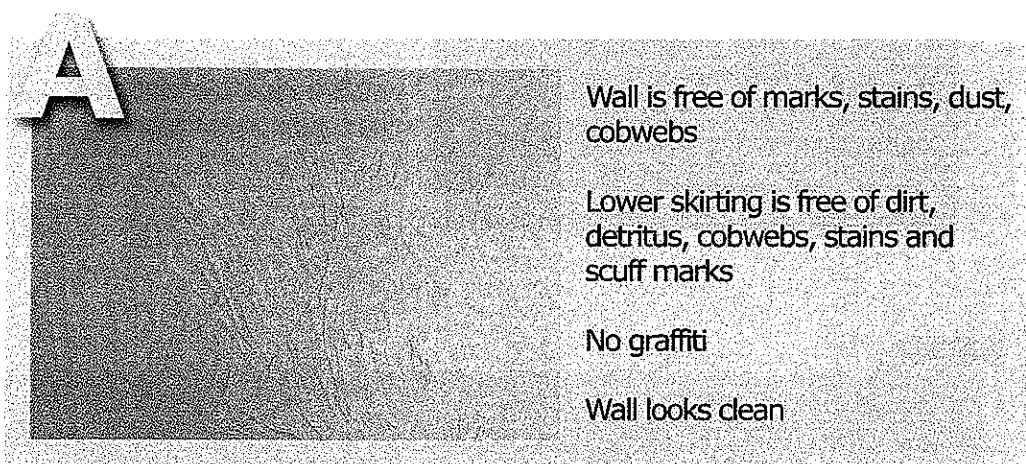 A
Wall is free of marks, stains, dust,
cobwebs
Lower skirting is free of dirt,
detritus, cobwebs, stains and
scuff marks
No graffiti
Wall looks clean